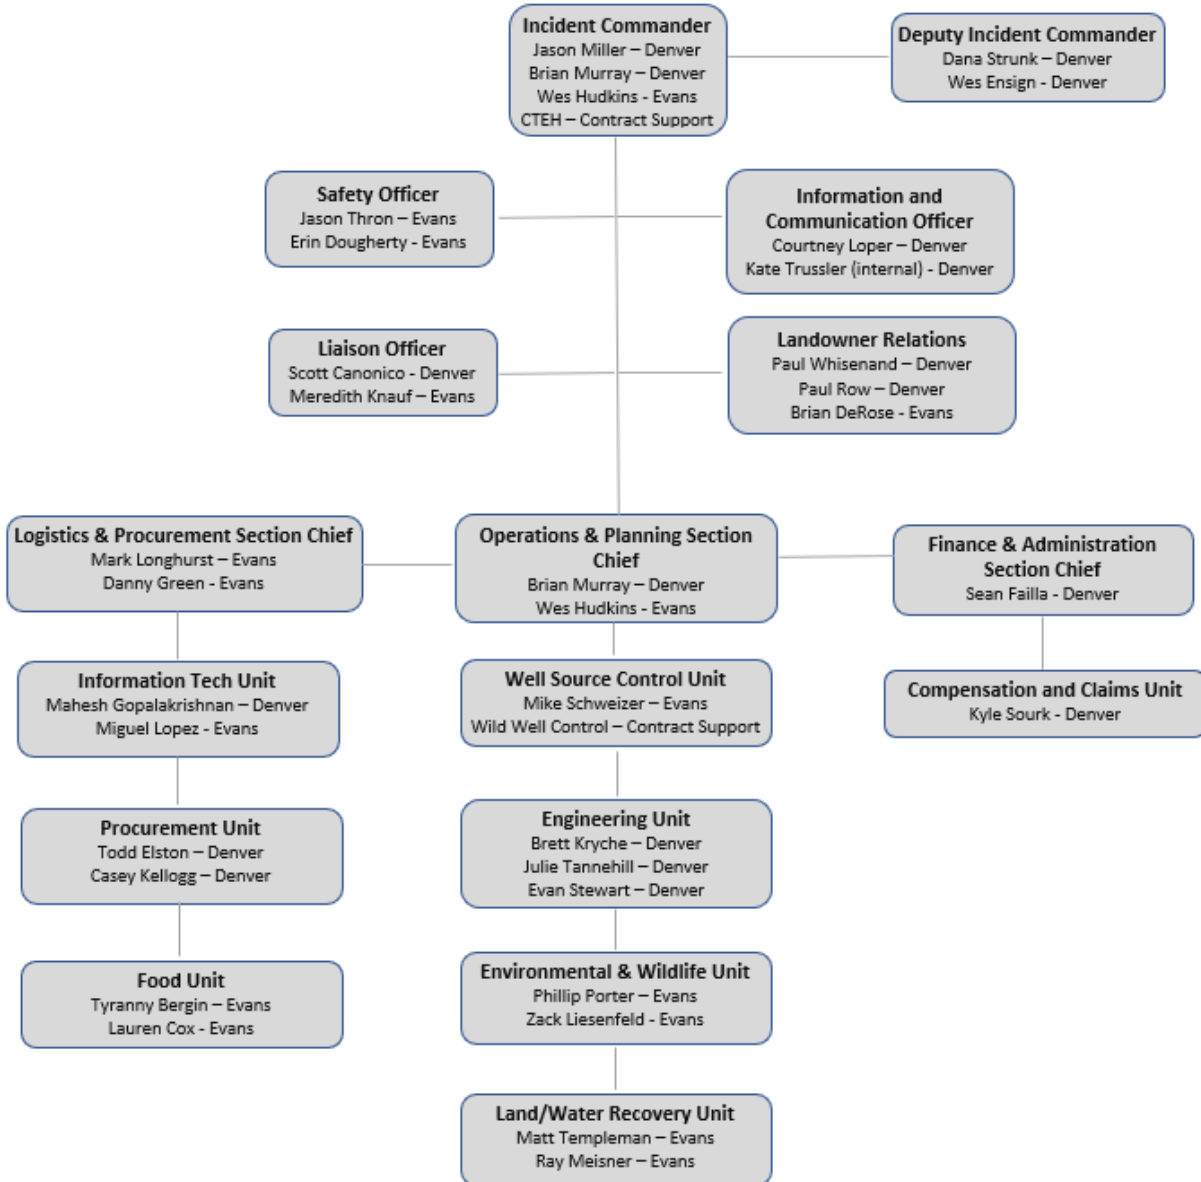 Incident Commander
Jason Miller – Denver
Brian Murray – Denver
Wes Hudkins - Evans
CTEH – Contract Support
Deputy Incident Commander
Dana Strunk – Denver
Wes Ensign - Denver
Safety Officer
Jason Thron – Evans
Erin Dougherty - Evans
Information and
Communication Officer
Courtney Loper – Denver
Kate Trussler (internal) - Denver
Liaison Officer
Scott Canonico - Denver
Meredith Knauf – Evans
Landowner Relations
Paul Whisenand – Denver
Paul Row – Denver
Brian DeRose - Evans
Logistics & Procurement Section Chief
Mark Longhurst – Evans
Danny Green - Evans
Operations & Planning Section
Chief
Brian Murray – Denver
Wes Hudkins - Evans
Finance & Administration
Section Chief
Sean Failla - Denver
Information Tech Unit
Mahesh Gopalakrishnan – Denver
Miguel Lopez - Evans
Well Source Control Unit
Mike Schweizer – Evans
Wild Well Control – Contract Support
Compensation and Claims Unit
Kyle Sourk - Denver
Procurement Unit
Todd Elston – Denver
Casey Kellogg – Denver
Engineering Unit
Brett Kryche – Denver
Julie Tannehill – Denver
Evan Stewart – Denver
Food Unit
Tyranny Bergin – Evans
Lauren Cox - Evans
Environmental & Wildlife Unit
Phillip Porter – Evans
Zack Liesenfeld - Evans
Land/Water Recovery Unit
Matt Templeman – Evans
Ray Meisner – Evans